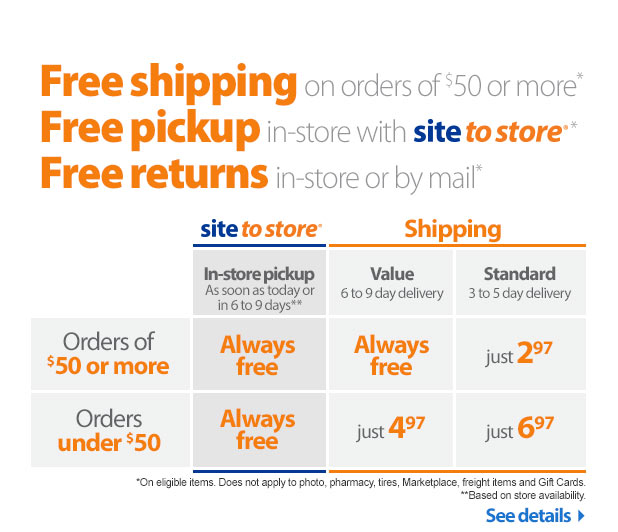 Free shipping on orders of $50 or more*
Free pickup in-store with site to store®*
Free returns in-store or by mail*
site to store® Shipping
In-store pickup
As soon as today or
in 6 to 9 days**
Value
6 to 9 day delivery
Standard
3 to 5 day delivery
Orders of
$50 or more
Always
free
Always
free
just 2 97
Orders
under $50
Always
free
just 4 97
just 6 97
*On eligible items. Does not apply to photo, pharmacy, tires, Marketplace, freight items and Gift Cards.
**Based on store availability.
See details